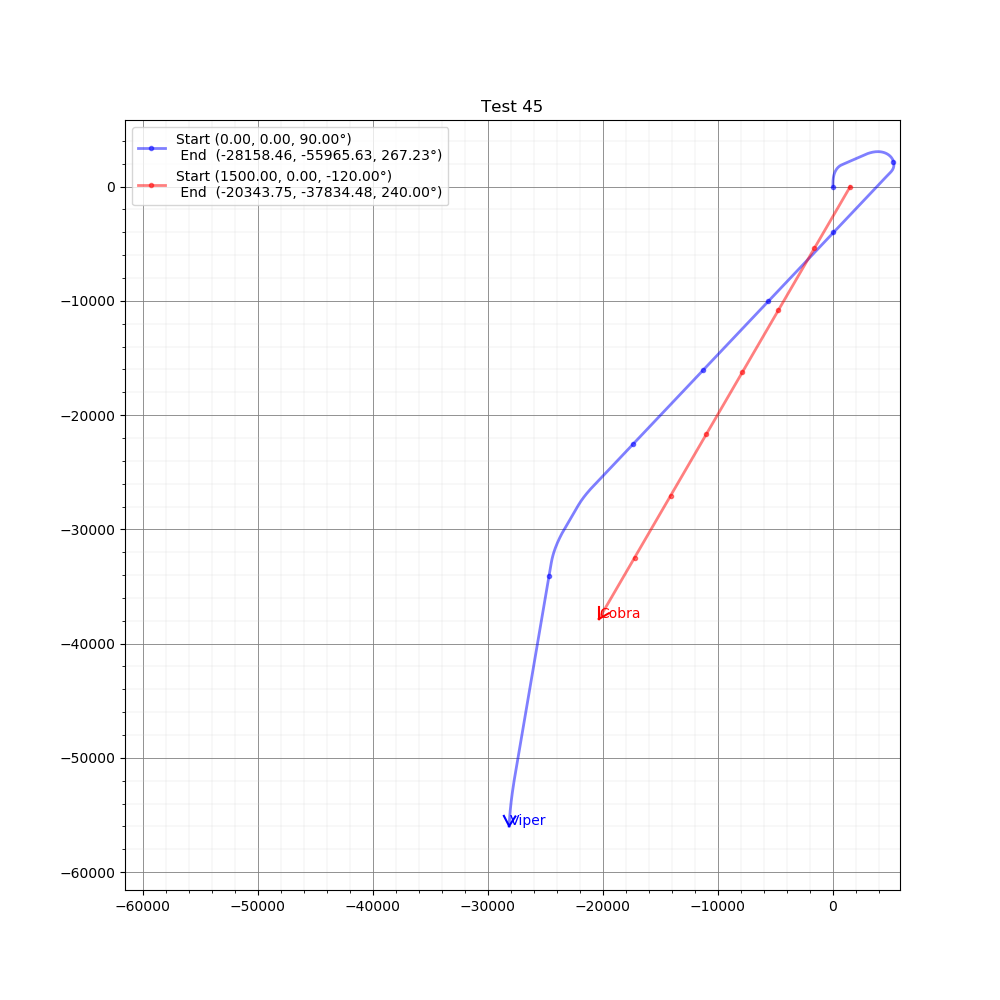 Test 45
Start (0.00, 0.00, 90.00°)
End  (-28158.46, -55965.63, 267.23°)
Start (1500.00, 0.00, -120.00°)
End  (-20343.75, -37834.48, 240.00°)
0
−10000
−20000
−30000
−40000
−50000
−60000
Cobra
Viper
−60000 −50000 −40000 −30000 −20000 −10000 0